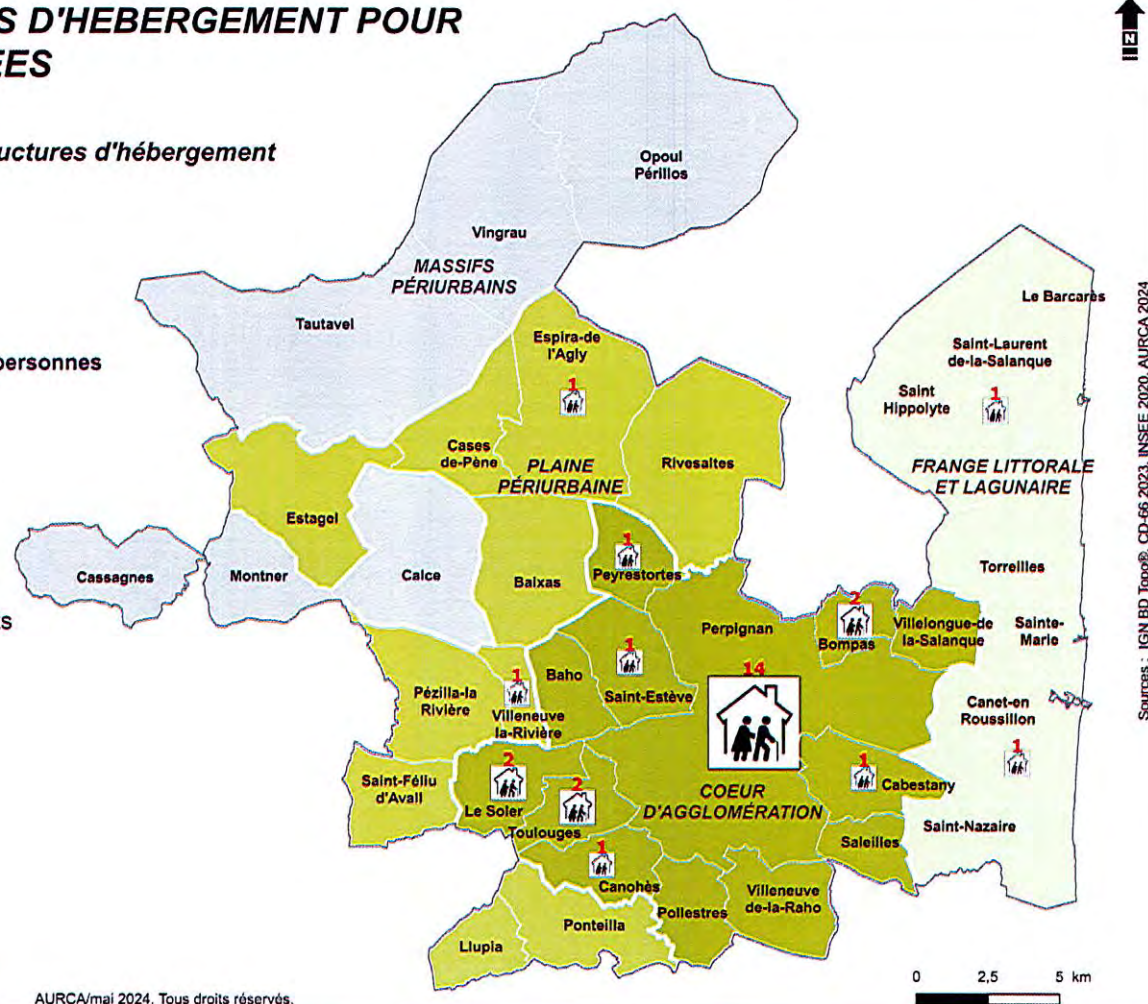 S D'HEBERGEMENT POUR
EES
uctures d'hébergement
personnes
ES
N
Opoul
Périllos
Vingrau
MASSIFS
PÉRIURBAINS
Tautavel
Le Barcarès
Espira-de
l'Agly
1
Saint-Laurent
de-la-Salanque
1
Saint
Hippolyte
Cases
de-Pène
PLAINE
PÉRIURBAINE
Rivesaltes
FRANGE LITTORALE
ET LAGUNAIRE
Estagel
1
Peyrestortes
Cassagnes
Montner
Calce
Baixas
Torreilles
2
Bompas
Villelongue-de
la-Salanque
Sainte-
Marie
Perpignan
14
1
Saint-Estève
Baho
1
Villeneuve
la-Rivière
Pézilla-la
Rivière
Canet-en
Roussillon
1
Saint-Féliu
d'Avall
2
Le Soler
2
Toulouges
COEUR
D'AGGLOMÉRATION
1
Cabestany
Saint-Nazaire
Saleilles
1
Canohès
Pollestres
Villeneuve
de-la-Raho
Ponteilla
Llupia
0 2,5 5 km
AURCA/mai 2024. Tous droits réservés.
Sources : IGN BD Topo®, CD-66 2023, INSEE 2020, AURCA 2024